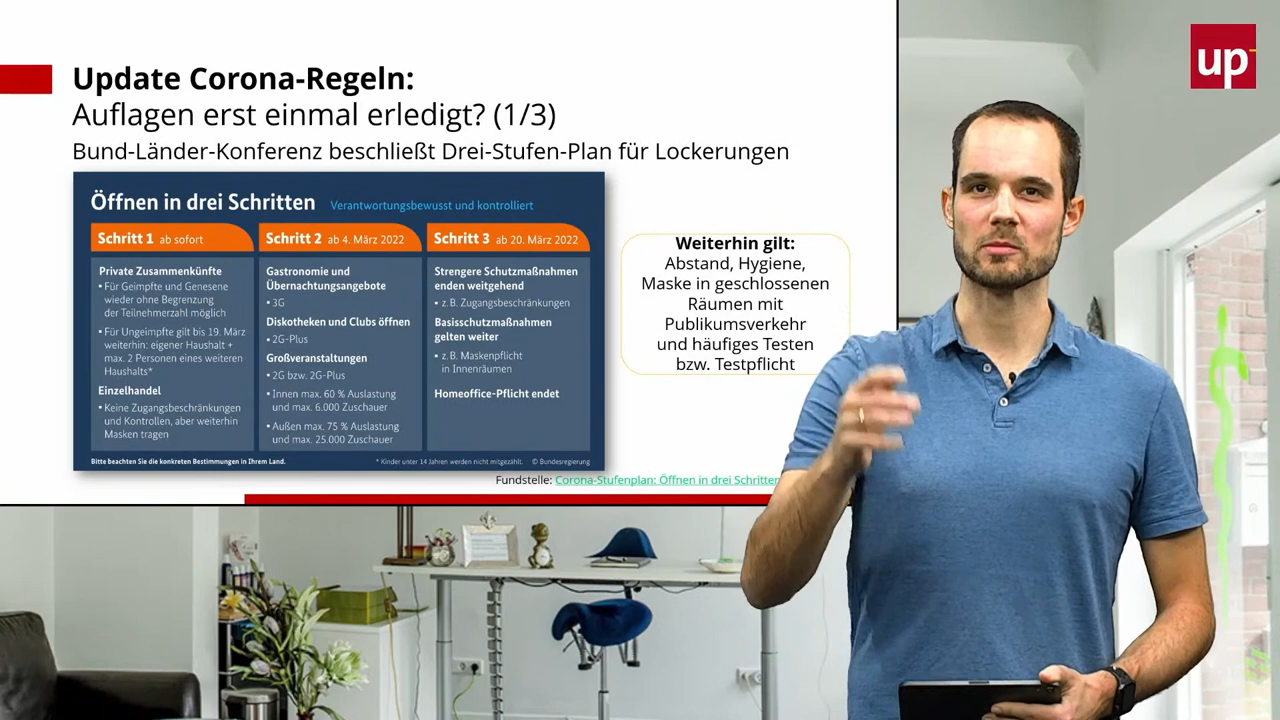 up
Update Corona-Regeln:
Auflagen erst einmal erledigt? (1/3)
Bund-Länder-Konferenz beschließt Drei-Stufen-Plan für Lockerungen
Öffnen in drei Schritten Verantwortungsbewusst und kontrolliert
Schritt 1 ab sofort
Private Zusammenkünfte
• Für Geimpfte und Genesene
wieder ohne Begrenzung
der Teilnehmerzahl möglich
• Für Ungeimpfte gilt bis 19. März
weiterhin: eigener Haushalt +
max. 2 Personen eines weiteren
Haushalts*
Einzelhandel
• Keine Zugangsbeschränkungen
und Kontrollen, aber weiterhin
Masken tragen
Schritt 2 ab 4. März 2022
Gastronomie und
Übernachtungsangebote
• 3G
Diskotheken und Clubs öffnen
• 2G-Plus
Großveranstaltungen
• 2G bzw. 2G-Plus
• Innen max. 60 % Auslastung
und max. 6.000 Zuschauer
• Außen max. 75 % Auslastung
und max. 25.000 Zuschauer
Schritt 3 ab 20. März 2022
Strengere Schutzmaßnahmen
enden weitgehend
• z. B. Zugangsbeschränkungen
Basisschutzmaßnahmen
gelten weiter
• z. B. Maskenpflicht
in Innenräumen
Homeoffice-Pflicht endet
Bitte beachten Sie die konkreten Bestimmungen in Ihrem Land. * Kinder unter 14 Jahren werden nicht mitgezählt. © Bundesregierung
Weiterhin gilt:
Abstand, Hygiene,
Maske in geschlossenen
Räumen mit
Publikumsverkehr
und häufiges Testen
bzw. Testpflicht
Fundstelle: Corona-Stufenplan: Öffnen in drei Schritten